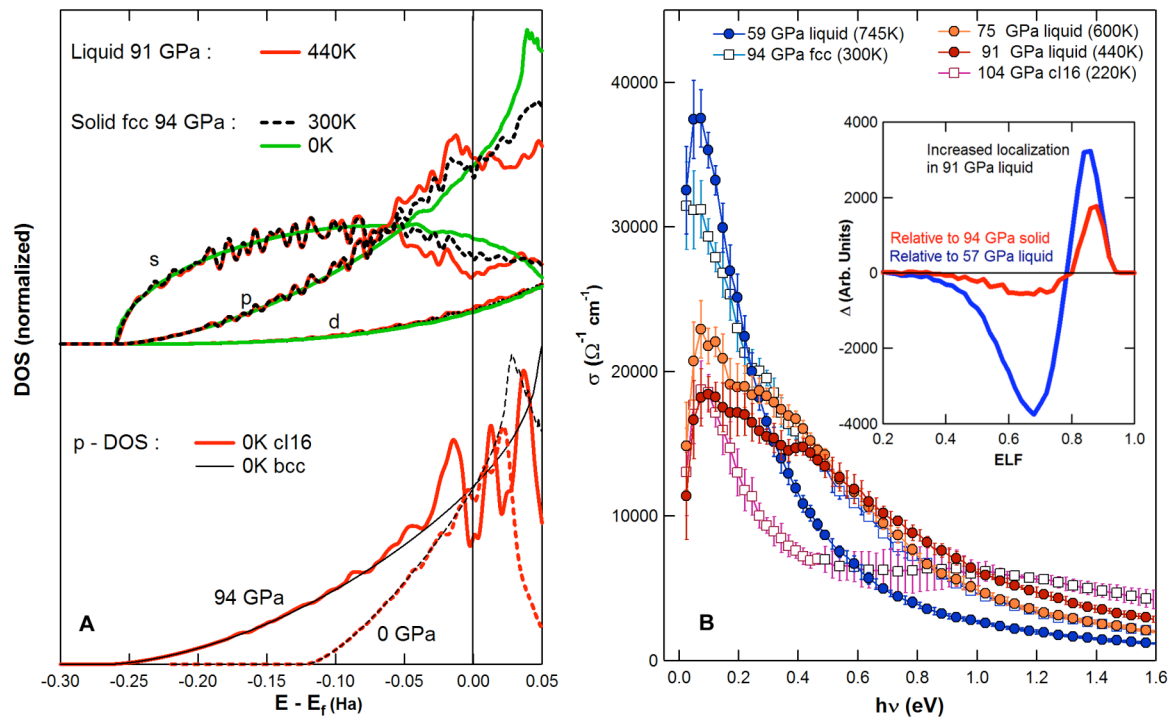 Liquid 91 GPa :
440K
Solid fcc 94 GPa :
300K
0K
s
p
d
p - DOS :
0K cI16
0K bcc
94 GPa
0 GPa
A
DOS (normalized)
-0.30
-0.25
-0.20
-0.15
-0.10
-0.05
-0.00
0.05
E - Ef (Ha)
59 GPa liquid (745K)
94 GPa fcc (300K)
75 GPa liquid (600K)
91 GPa liquid (440K)
104 GPa cI16 (220K)
40000
30000
20000
10000
0
σ (Ω⁻¹ cm⁻¹)
4000
2000
0
-2000
-4000
Δ (Arb. Units)
Increased localization
in 91 GPa liquid
Relative to 94 GPa solid
Relative to 57 GPa liquid
0.2
0.4
0.6
0.8
1.0
ELF
B
0.0
0.2
0.4
0.6
0.8
1.0
1.2
1.4
1.6
hν (eV)